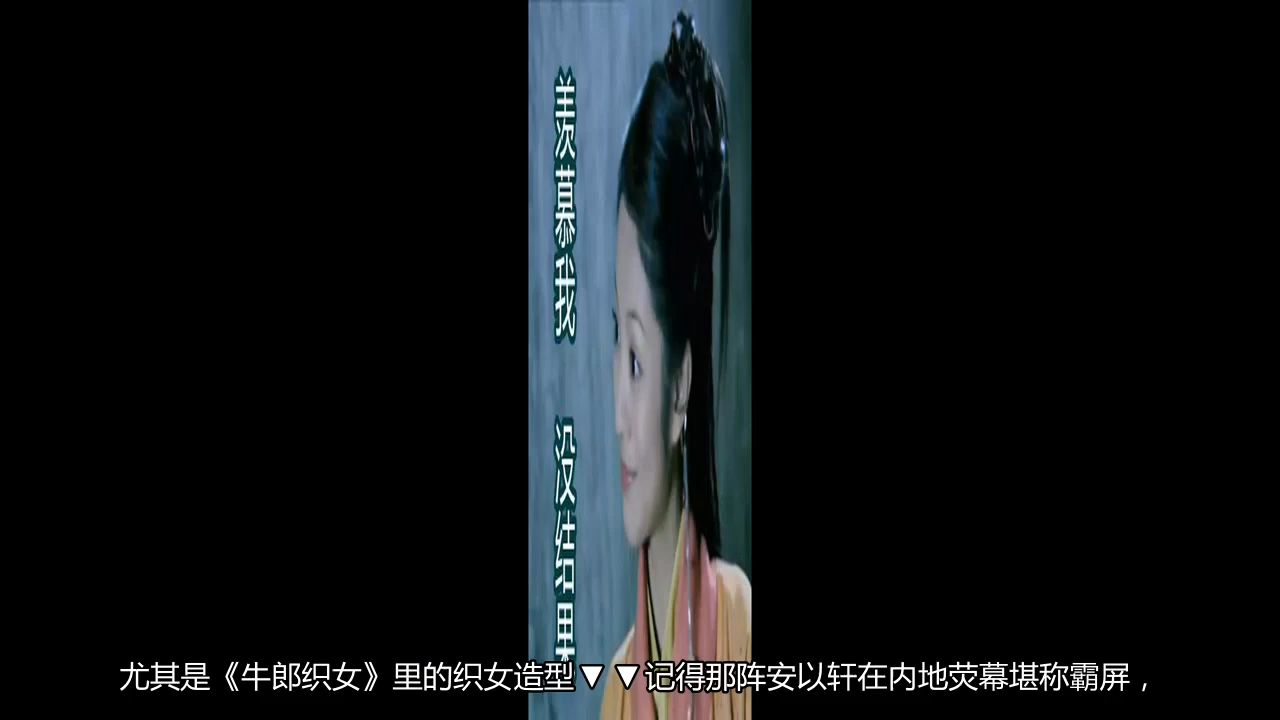 羡慕我 没结果
尤其是《牛郎织女》里的织女造型▼▼记得那阵安以轩在内地荧幕堪称霸屏，